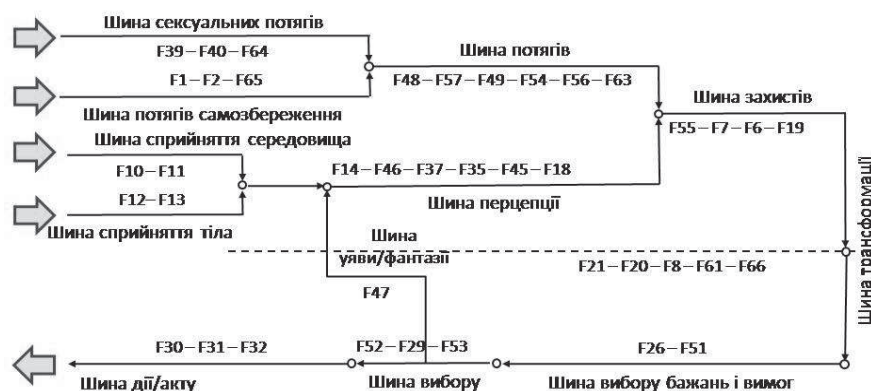 Шина сексуальних потягів
F39–F40–F64
Шина потягів
F1–F2–F65
F48–F57–F49–F54–F56–F63
Шина захистів
Шина потягів самозбереження
F55–F7–F6–F19
Шина сприйняття середовища
F10–F11
F14–F46–F37–F35–F45–F18
F12–F13
Шина перцепції
Шина сприйняття тіла
Шина
уяви/фантазії
F21–F20–F8–F61–F66
Шина трансформації
F47
F30–F31–F32
F52–F29–F53
F26–F51
Шина дії/акту
Шина вибору
Шина вибору бажань і вимог